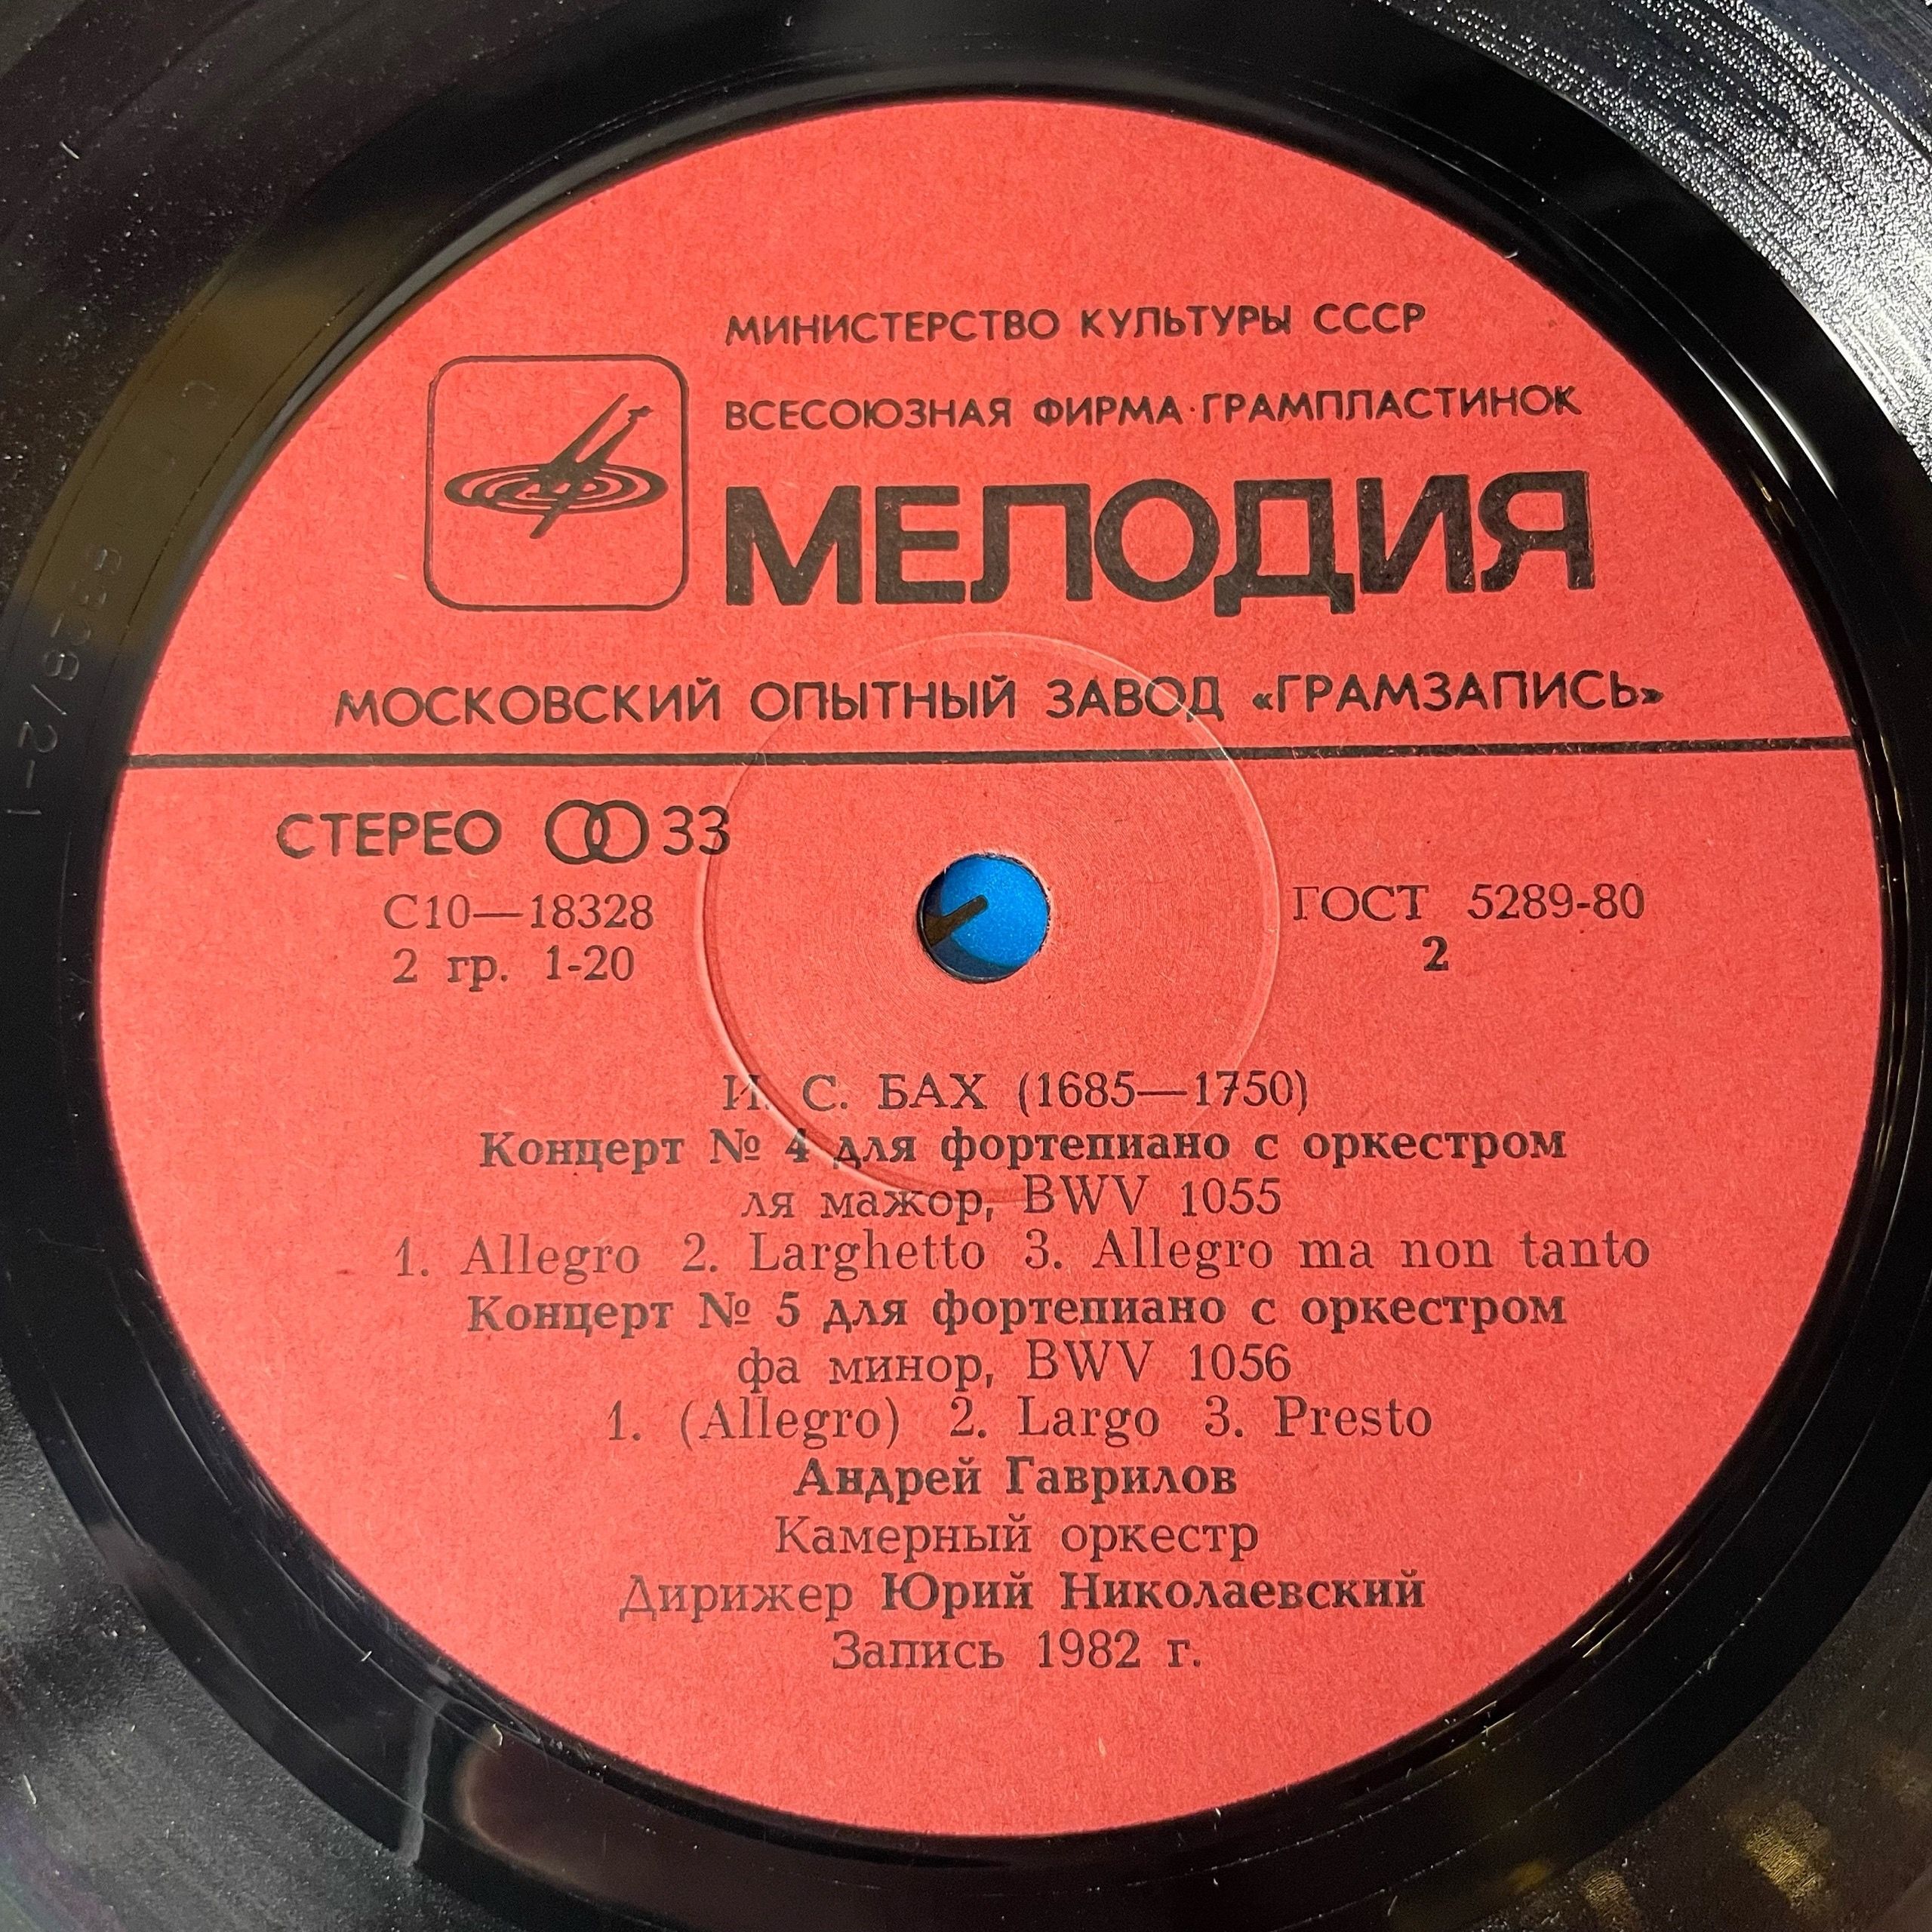 МИНИСТЕРСТВО КУЛЬТУРЫ СССР
ВСЕСОЮЗНАЯ ФИРМА ГРАМПЛАСТИНОК
МЕЛОДИЯ
МОСКОВСКИЙ ОПЫТНЫЙ ЗАВОД «ГРАМЗАПИСЬ»
СТЕРЕО 33
С10—18328
2 гр. 1-20
ГОСТ 5289-80
2
И. С. БАХ (1685—1750)
Концерт № 4 для фортепиано с оркестром
ля мажор, BWV 1055
1. Allegro 2. Larghetto 3. Allegro ma non tanto
Концерт № 5 для фортепиано с оркестром
фа минор, BWV 1056
1. (Allegro) 2. Largo 3. Presto
Андрей Гаврилов
Камерный оркестр
Дирижер Юрий Николаевский
Запись 1982 г.